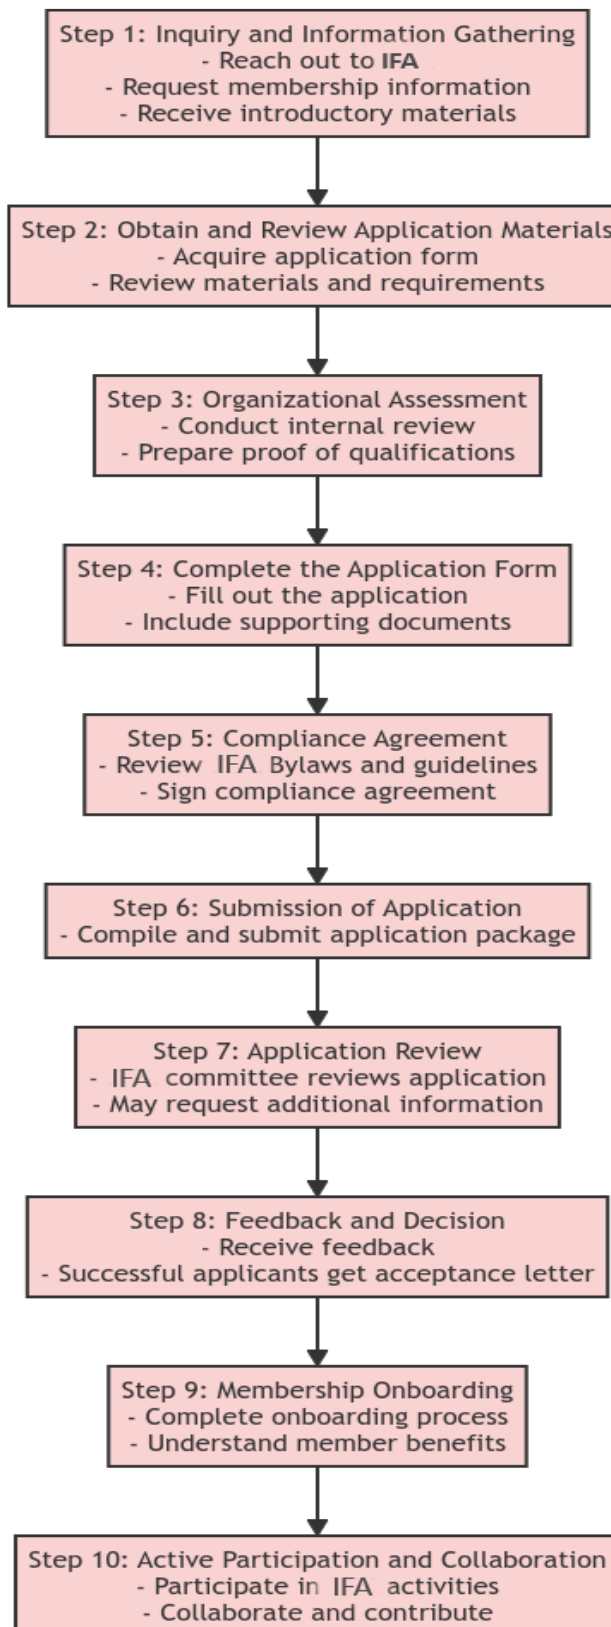 Step 1: Inquiry and Information Gathering
- Reach out to IFA
- Request membership information
- Receive introductory materials
Step 2: Obtain and Review Application Materials
- Acquire application form
- Review materials and requirements
Step 3: Organizational Assessment
- Conduct internal review
- Prepare proof of qualifications
Step 4: Complete the Application Form
- Fill out the application
- Include supporting documents
Step 5: Compliance Agreement
- Review IFA Bylaws and guidelines
- Sign compliance agreement
Step 6: Submission of Application
- Compile and submit application package
Step 7: Application Review
- IFA committee reviews application
- May request additional information
Step 8: Feedback and Decision
- Receive feedback
- Successful applicants get acceptance letter
Step 9: Membership Onboarding
- Complete onboarding process
- Understand member benefits
Step 10: Active Participation and Collaboration
- Participate in IFA activities
- Collaborate and contribute